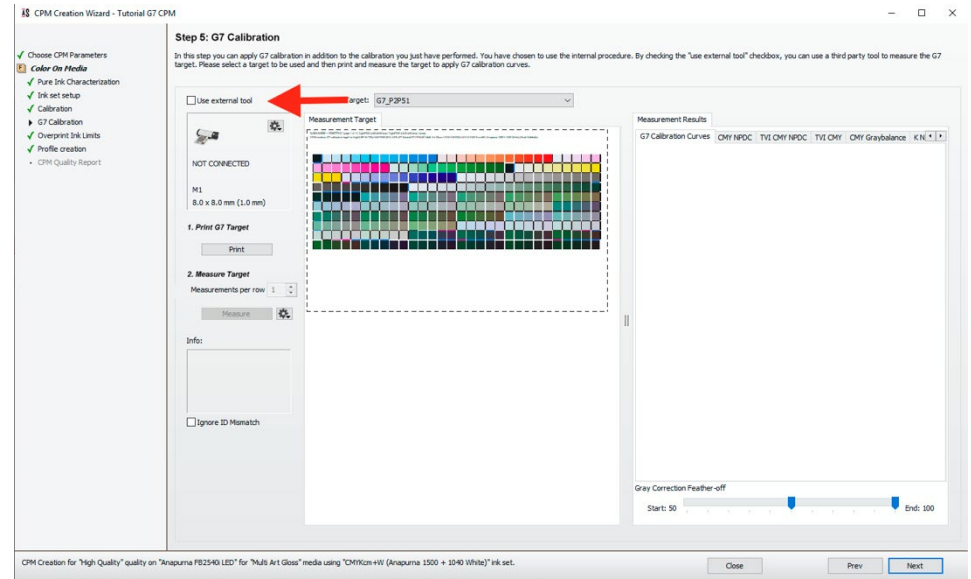 CPM Creation Wizard - Tutorial G7 CPM
Step 5: G7 Calibration
In this step you can apply G7 calibration in addition to the calibration you just have performed. You have chosen to use the internal procedure. By checking the "use external tool" checkbox, you can use a third party tool to measure the G7
target. Please select a target to be used and then print and measure the target to apply G7 calibration curves.
Choose CPM Parameters
Color On Media
Pure Ink Characterization
Ink set setup
Calibration
G7 Calibration
Overprint Ink Limits
Profile creation
CPM Quality Report
Use external tool
arget: G7_P2P51
NOT CONNECTED
M1
8.0 x 8.0 mm (1.0 mm)
1. Print G7 Target
Print
2. Measure Target
Measurements per row 1
Measure
Info:
Ignore ID Mismatch
Measurement Target
Measurement Results
G7 Calibration Curves CMY NPDC TVI CMY NPDC TVI CMY CMY Graybalance K N
Gray Correction Feather-off
Start: 50 End: 100
CPM Creation for "High Quality" quality on "Anapurna FB2540i LED" for "Multi Art Gloss" media using "CMYKcm+W (Anapurna 1500 + 1040 White)" ink set.
Close Prev Next